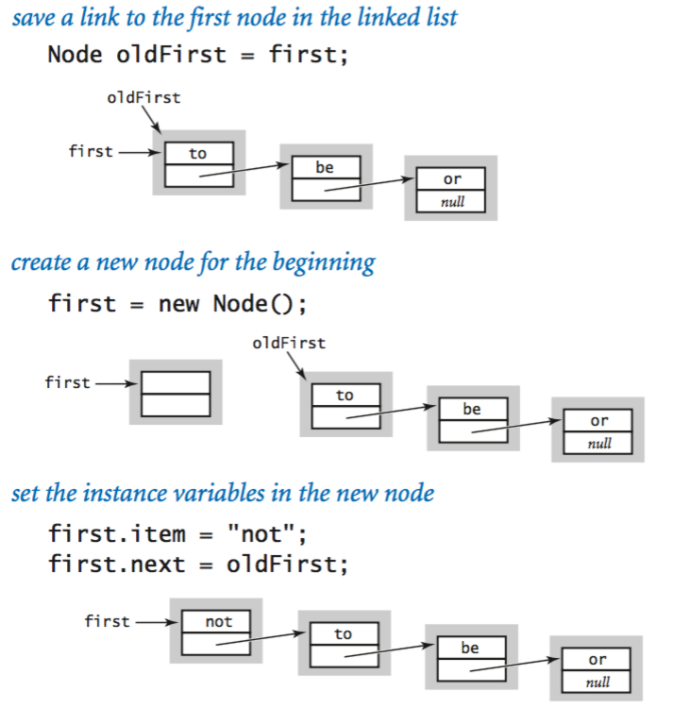 save a link to the first node in the linked list
Node oldFirst = first;
oldFirst
first
to
be
or
null
create a new node for the beginning
first = new Node();
oldFirst
first
to
be
or
null
set the instance variables in the new node
first.item = "not";
first.next = oldFirst;
first
not
to
be
or
null